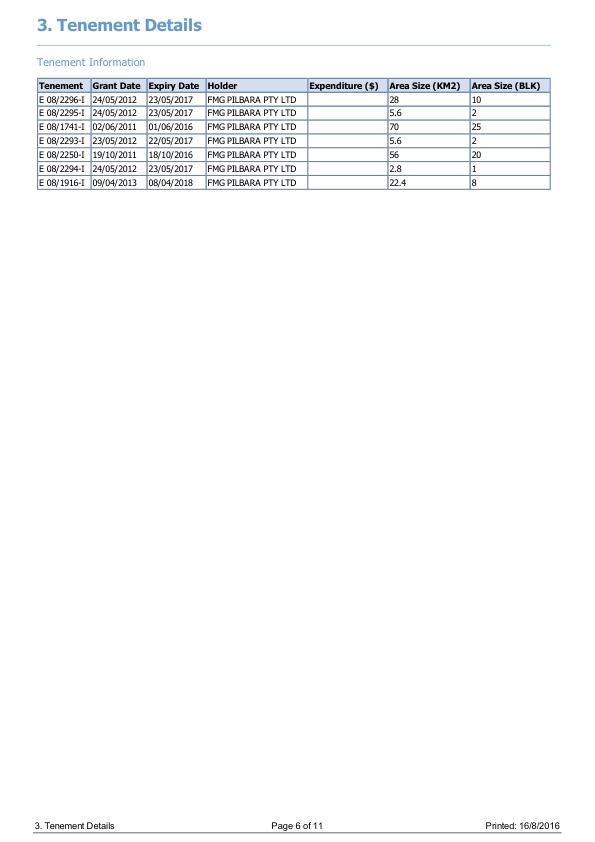 3. Tenement Details
Tenement Information
Tenement Grant Date Expiry Date Holder Expenditure ($) Area Size (KM2) Area Size (BLK)
E 08/2296-I 24/05/2012 23/05/2017 FMG PILBARA PTY LTD 28 10
E 08/2295-I 24/05/2012 23/05/2017 FMG PILBARA PTY LTD 5.6 2
E 08/1741-I 02/06/2011 01/06/2016 FMG PILBARA PTY LTD 70 25
E 08/2293-I 23/05/2012 22/05/2017 FMG PILBARA PTY LTD 5.6 2
E 08/2250-I 19/10/2011 18/10/2016 FMG PILBARA PTY LTD 56 20
E 08/2294-I 24/05/2012 23/05/2017 FMG PILBARA PTY LTD 2.8 1
E 08/1916-I 09/04/2013 08/04/2018 FMG PILBARA PTY LTD 22.4 8
3. Tenement Details Page 6 of 11 Printed: 16/8/2016